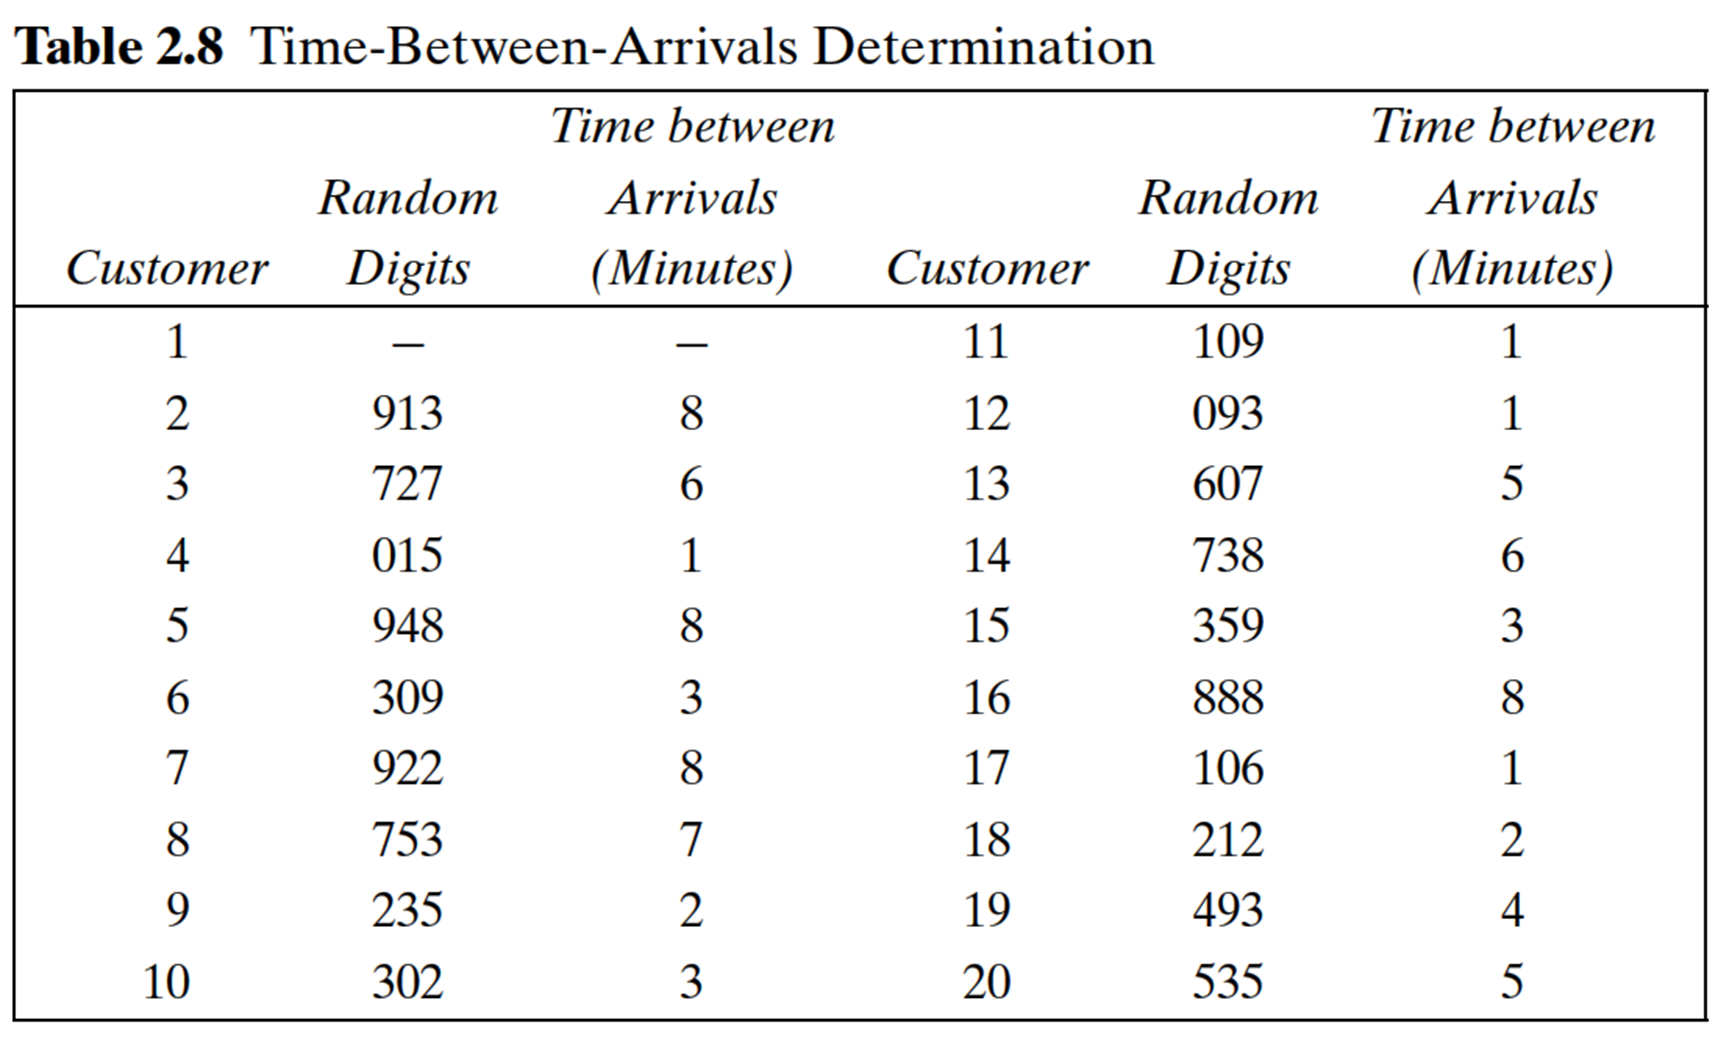 Table 2.8 Time-Between-Arrivals Determination
Time between Time between
Random Arrivals Random Arrivals
Customer Digits (Minutes) Customer Digits (Minutes)
1 – – 11 109 1
2 913 8 12 093 1
3 727 6 13 607 5
4 015 1 14 738 6
5 948 8 15 359 3
6 309 3 16 888 8
7 922 8 17 106 1
8 753 7 18 212 2
9 235 2 19 493 4
10 302 3 20 535 5